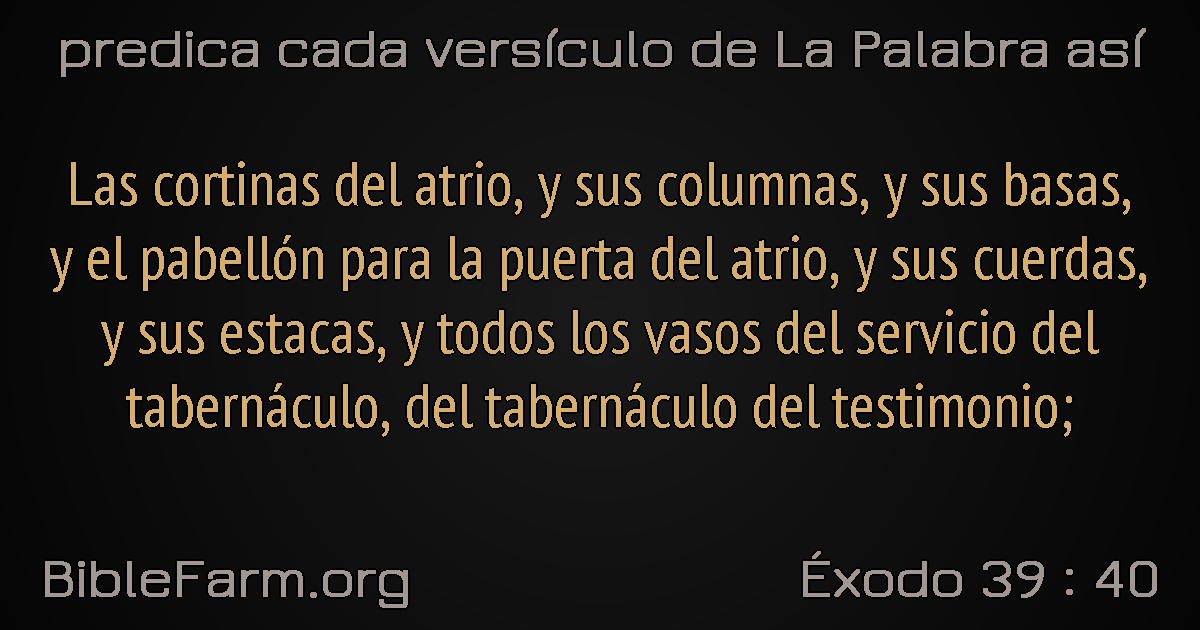 predica cada versículo de La Palabra así
Las cortinas del atrio, y sus columnas, y sus basas,
y el pabellón para la puerta del atrio, y sus cuerdas,
y sus estacas, y todos los vasos del servicio del
tabernáculo, del tabernáculo del testimonio;
BibleFarm.org
Éxodo 39 : 40